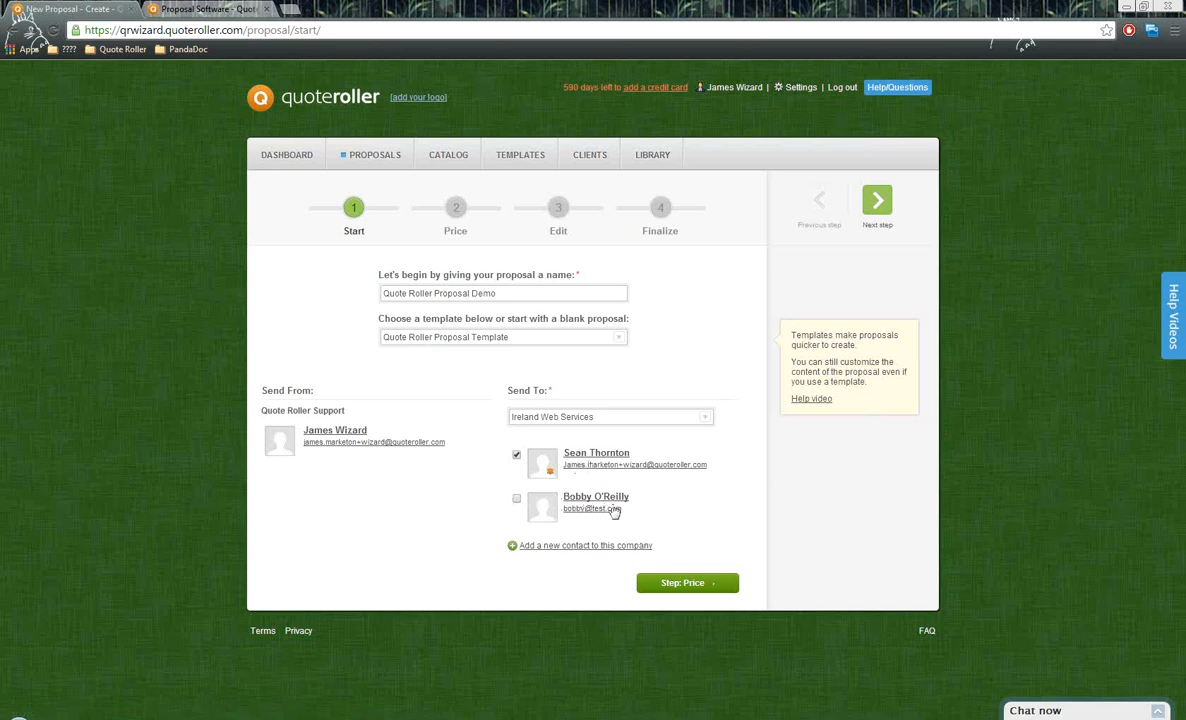 New Proposal - Create -
Proposal Software - Quot
https://qrwizard.quoteroller.com/proposal/start/
Apps
????
Quote Roller
PandaDoc
Q quoteroller
[add your logo]
590 days left to add a credit card
James Wizard |
Settings |
Log out
Help/Questions
DASHBOARD
PROPOSALS
CATALOG
TEMPLATES
CLIENTS
LIBRARY
1
2
3
4
Start
Price
Edit
Finalize
Previous step
Next step
Let's begin by giving your proposal a name:*
Quote Roller Proposal Demo
Choose a template below or start with a blank proposal:
Quote Roller Proposal Template
Templates make proposals
quicker to create.
You can still customize the
content of the proposal even if
you use a template.
Help video
Help Videos
Send From:
Quote Roller Support
James Wizard
james.marketon+wizard@quoteroller.com
Send To:*
Ireland Web Services
Sean Thornton
Bobby O'Reilly
Add a new contact to this company
Step: Price
Terms
Privacy
FAQ
Chat now